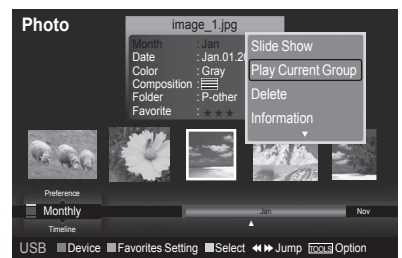 Photo
image_1.jpg
Month : Jan
Date : Jan.01.20
Color : Gray
Composition :
Folder : P-other
Favorite : ★★★
Slide Show
Play Current Group
Delete
Information
Preference
Monthly
Timeline
Jan
Nov
USB Device Favorites Setting Select Jump TOOLS Option